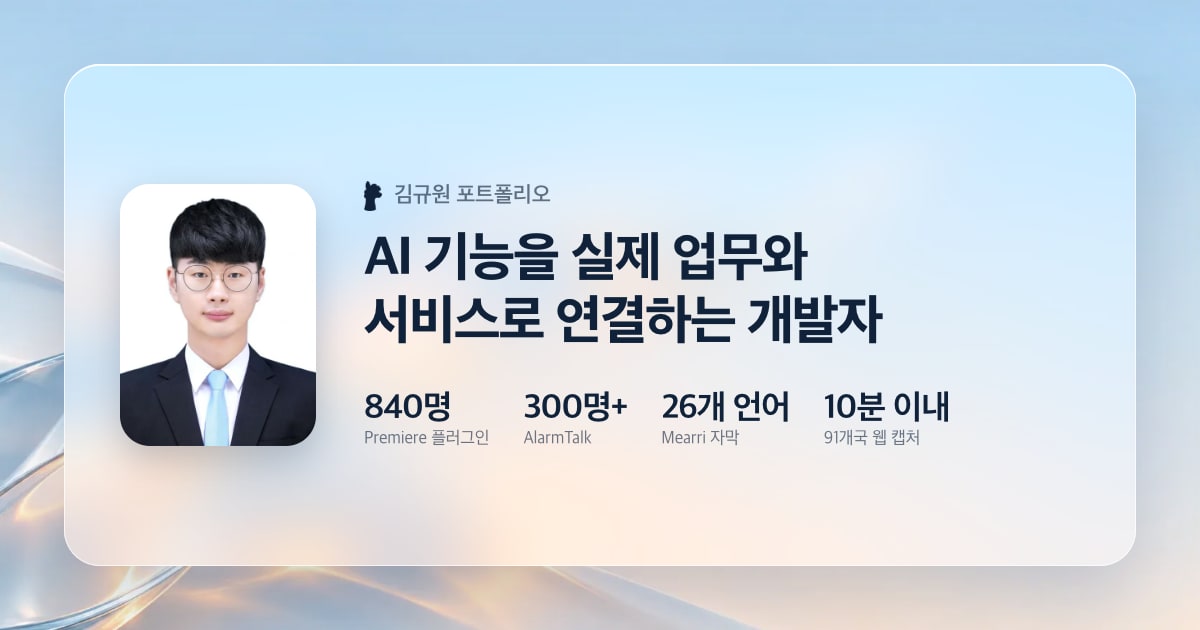 김규원 포트폴리오
AI 기능을 실제 업무와
서비스로 연결하는 개발자
840명 300명+ 26개 언어 10분 이내
Premiere 플러그인 AlarmTalk Mearri 자막 91개국 웹 캡처